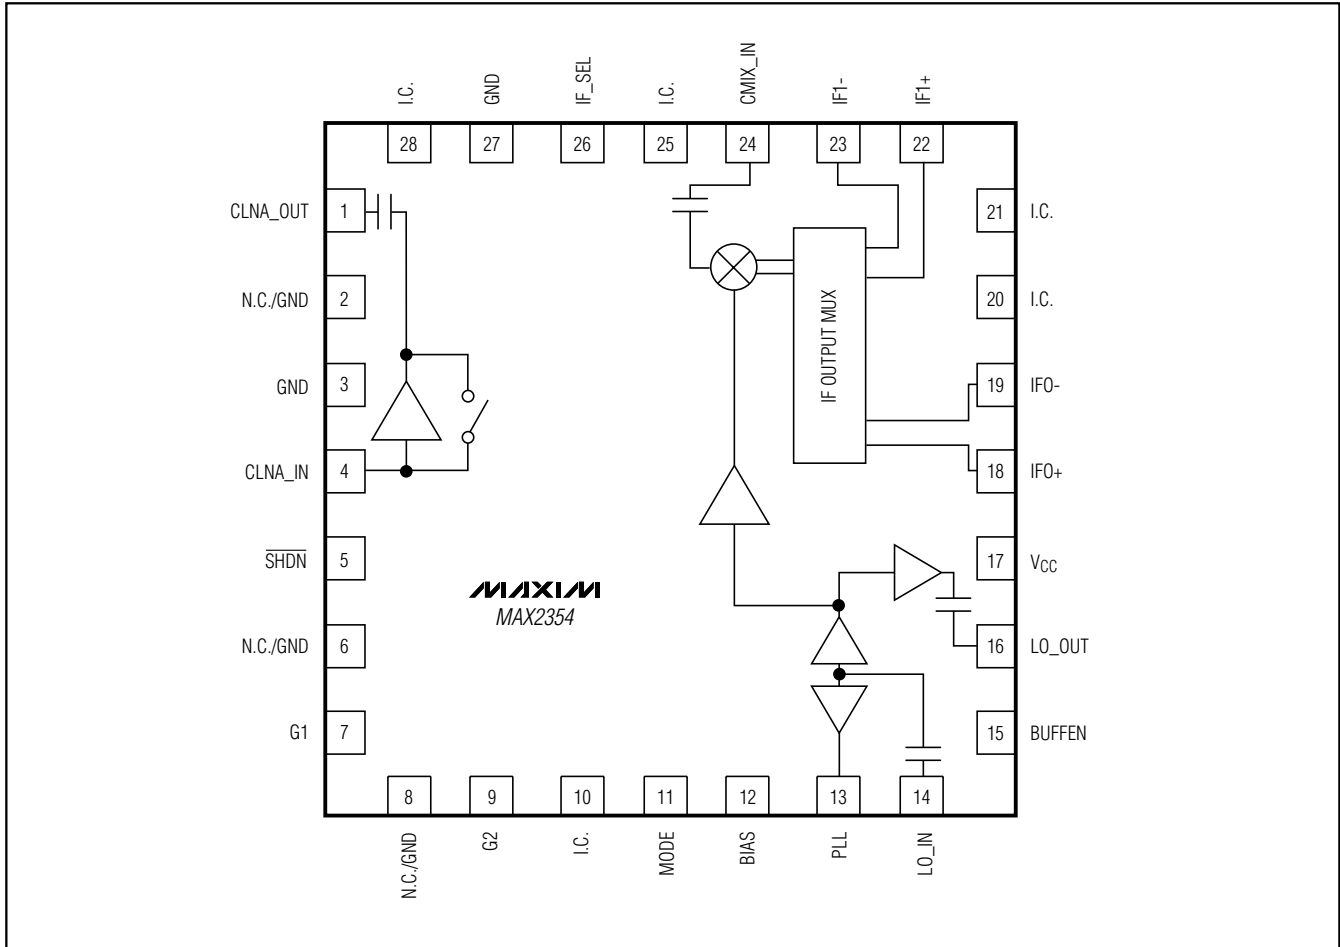 I.C.
GND
IF_SEL
I.C.
CMIX_IN
IF1-
IF1+
28
27
26
25
24
23
22
CLNA_OUT
1
21
I.C.
N.C./GND
2
20
I.C.
GND
3
IF OUTPUT MUX
19
IF0-
CLNA_IN
4
18
IF0+
SHDN
5
17
VCC
MAXIM
MAX2354
N.C./GND
6
16
LO_OUT
G1
7
15
BUFFEN
8
9
10
11
12
13
14
N.C./GND
G2
I.C.
MODE
BIAS
PLL
LO_IN